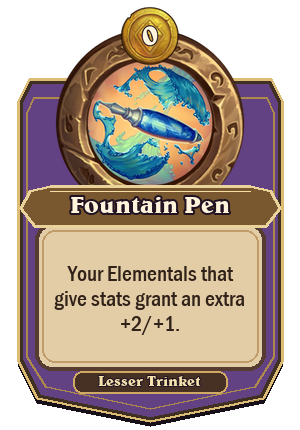 0
Fountain Pen
Your Elementals that
give stats grant an extra
+2/+1.
Lesser Trinket